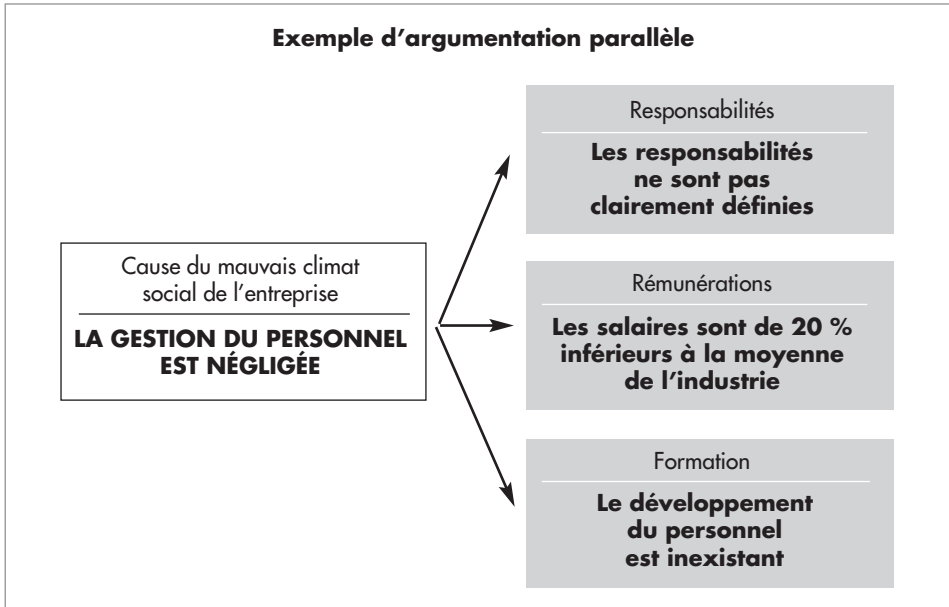 Exemple d’argumentation parallèle
Responsabilités
Les responsabilités
ne sont pas
clairement définies
Cause du mauvais climat
social de l’entreprise
LA GESTION DU PERSONNEL
EST NÉGLIGÉE
Rémunérations
Les salaires sont de 20 %
inférieurs à la moyenne
de l’industrie
Formation
Le développement
du personnel
est inexistant